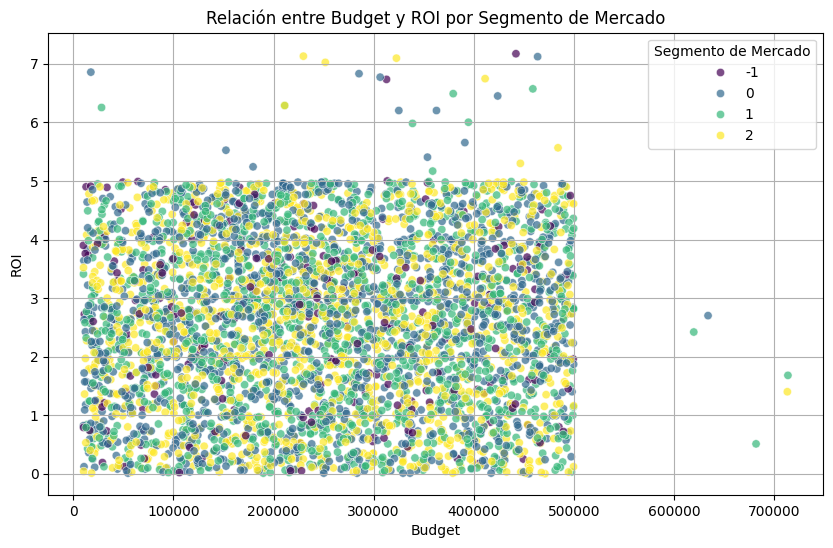 Relación entre Budget y ROI por Segmento de Mercado
Segmento de Mercado
-1
0
1
2
7
6
5
4
3
2
1
0
ROI
0 100000 200000 300000 400000 500000 600000 700000
Budget